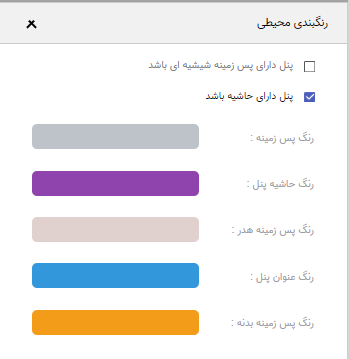 رنگبندی محیطی
پنل دارای پس زمینه شیشیه ای باشد
پنل دارای حاشیه باشد
رنگ پس زمینه :
رنگ حاشیه پنل :
رنگ پس زمینه هدر :
رنگ عنوان پنل :
رنگ پس زمینه بدنه :